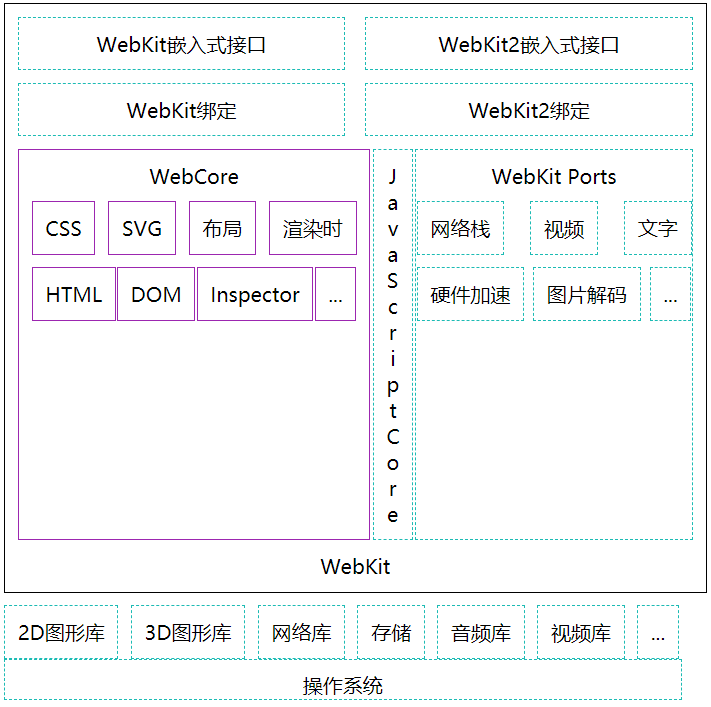 WebKit嵌入式接口 WebKit2嵌入式接口
WebKit绑定 WebKit2绑定
WebCore
CSS SVG 布局 渲染时
HTML DOM Inspector ...
JavaScriptCore
WebKit Ports
网络栈 视频 文字
硬件加速 图片解码 ...
WebKit
2D图形库 3D图形库 网络库 存储 音频库 视频库 ...
操作系统